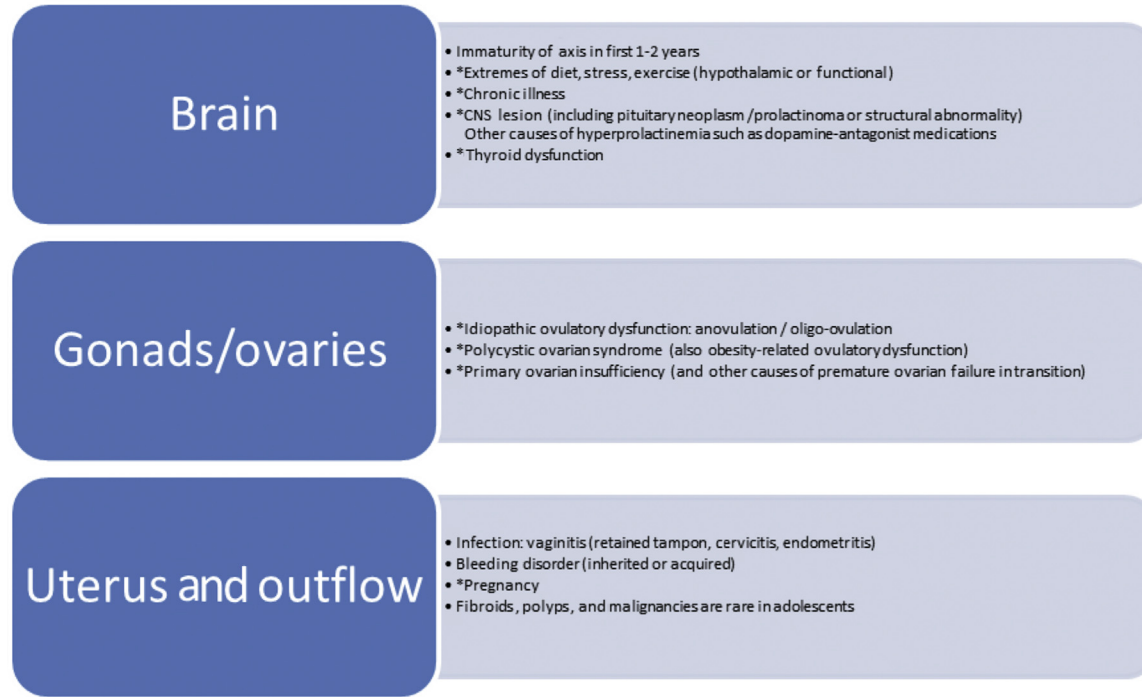 Brain
• Immaturity of axis in first 1-2 years
• *Extremes of diet, stress, exercise (hypothalamic or functional)
• *Chronic illness
• *CNS lesion (including pituitary neoplasm /prolactinoma or structural abnormality)
Other causes of hyperprolactinemia such as dopamine-antagonist medications
• *Thyroid dysfunction
Gonads/ovaries
• *Idiopathic ovulatory dysfunction: anovulation / oligo-ovulation
• *Polycystic ovarian syndrome (also obesity-related ovulatory dysfunction)
• *Primary ovarian insufficiency (and other causes of premature ovarian failure in transition)
Uterus and outflow
• Infection: vaginitis (retained tampon, cervicitis, endometritis)
• Bleeding disorder (inherited or acquired)
• *Pregnancy
• Fibroids, polyps, and malignancies are rare in adolescents